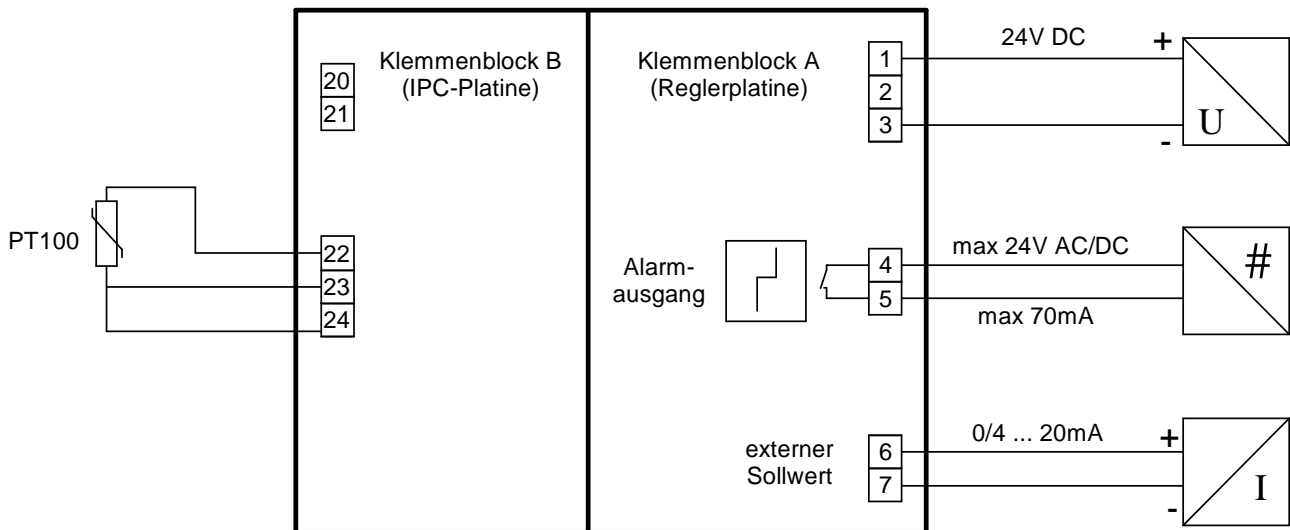 Klemmenblock B
(IPC-Platine)
20
21
PT100
22
23
24
Klemmenblock A
(Reglerplatine)
1
2
3
24V DC
+
-
U
Alarm-
ausgang
4
5
max 24V AC/DC
max 70mA
#
externer
Sollwert
6
7
0/4 ... 20mA
+
-
I